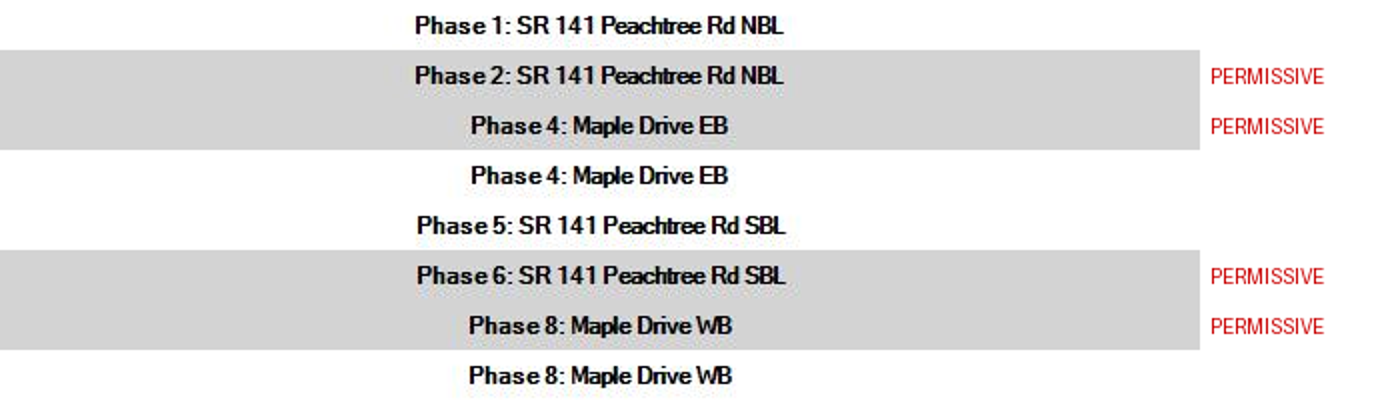 Phase 1: SR 141 Peachtree Rd NBL
Phase 2: SR 141 Peachtree Rd NBL PERMISSIVE
Phase 4: Maple Drive EB PERMISSIVE
Phase 4: Maple Drive EB
Phase 5: SR 141 Peachtree Rd SBL
Phase 6: SR 141 Peachtree Rd SBL PERMISSIVE
Phase 8: Maple Drive WB PERMISSIVE
Phase 8: Maple Drive WB